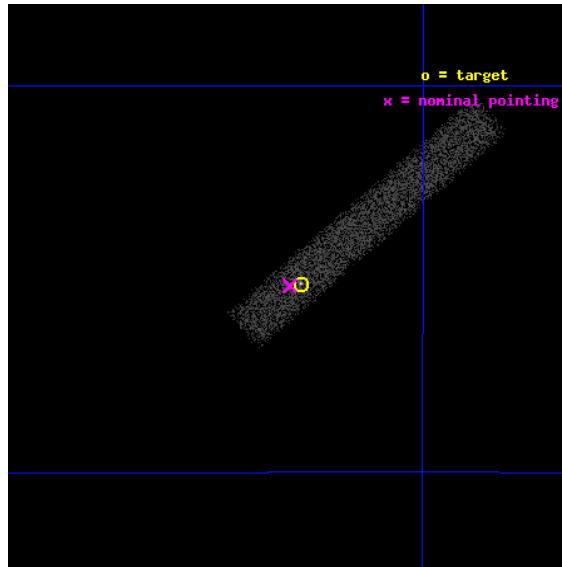 o = target
x = nominal pointing